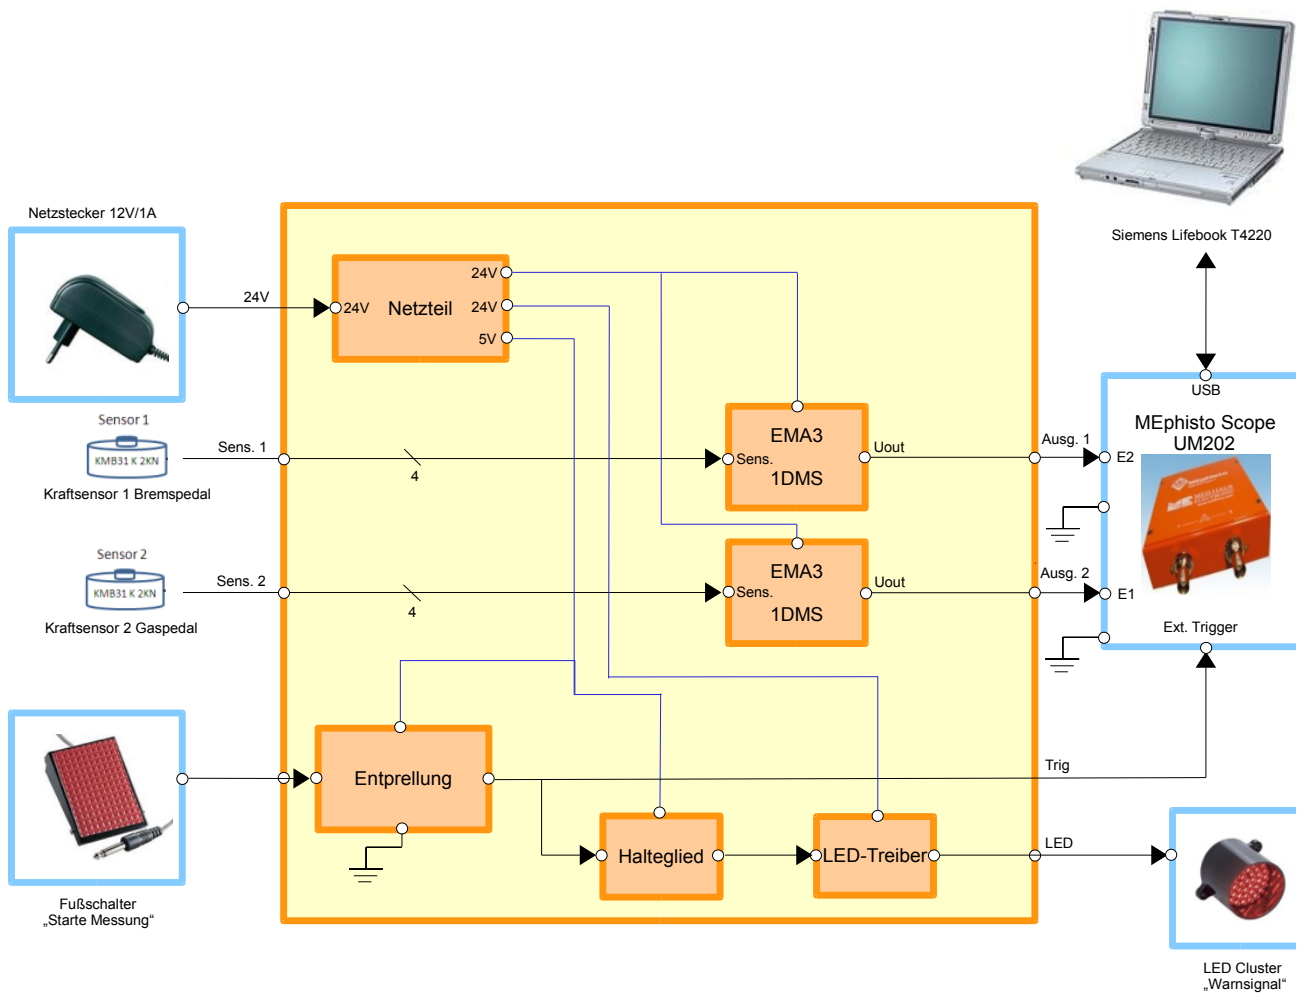 Siemens Lifebook T4220
Netzstecker 12V/1A
24V
24V
Netzteil
24V
24V
5V
USB
MEphisto Scope
UM202
MEphisto
Sensor 1
KMB31 K 2KN
Kraftsensor 1 Bremspedal
Sens. 1
4
EMA3
Sens.
1DMS
Uout
Ausg. 1
E2
Sensor 2
KMB31 K 2KN
Kraftsensor 2 Gaspedal
Sens. 2
4
EMA3
Sens.
1DMS
Uout
Ausg. 2
E1
Ext. Trigger
Entprellung
Trig
Halteglied
LED-Treiber
LED
Fußschalter
„Starte Messung“
LED Cluster
„Warnsignal“